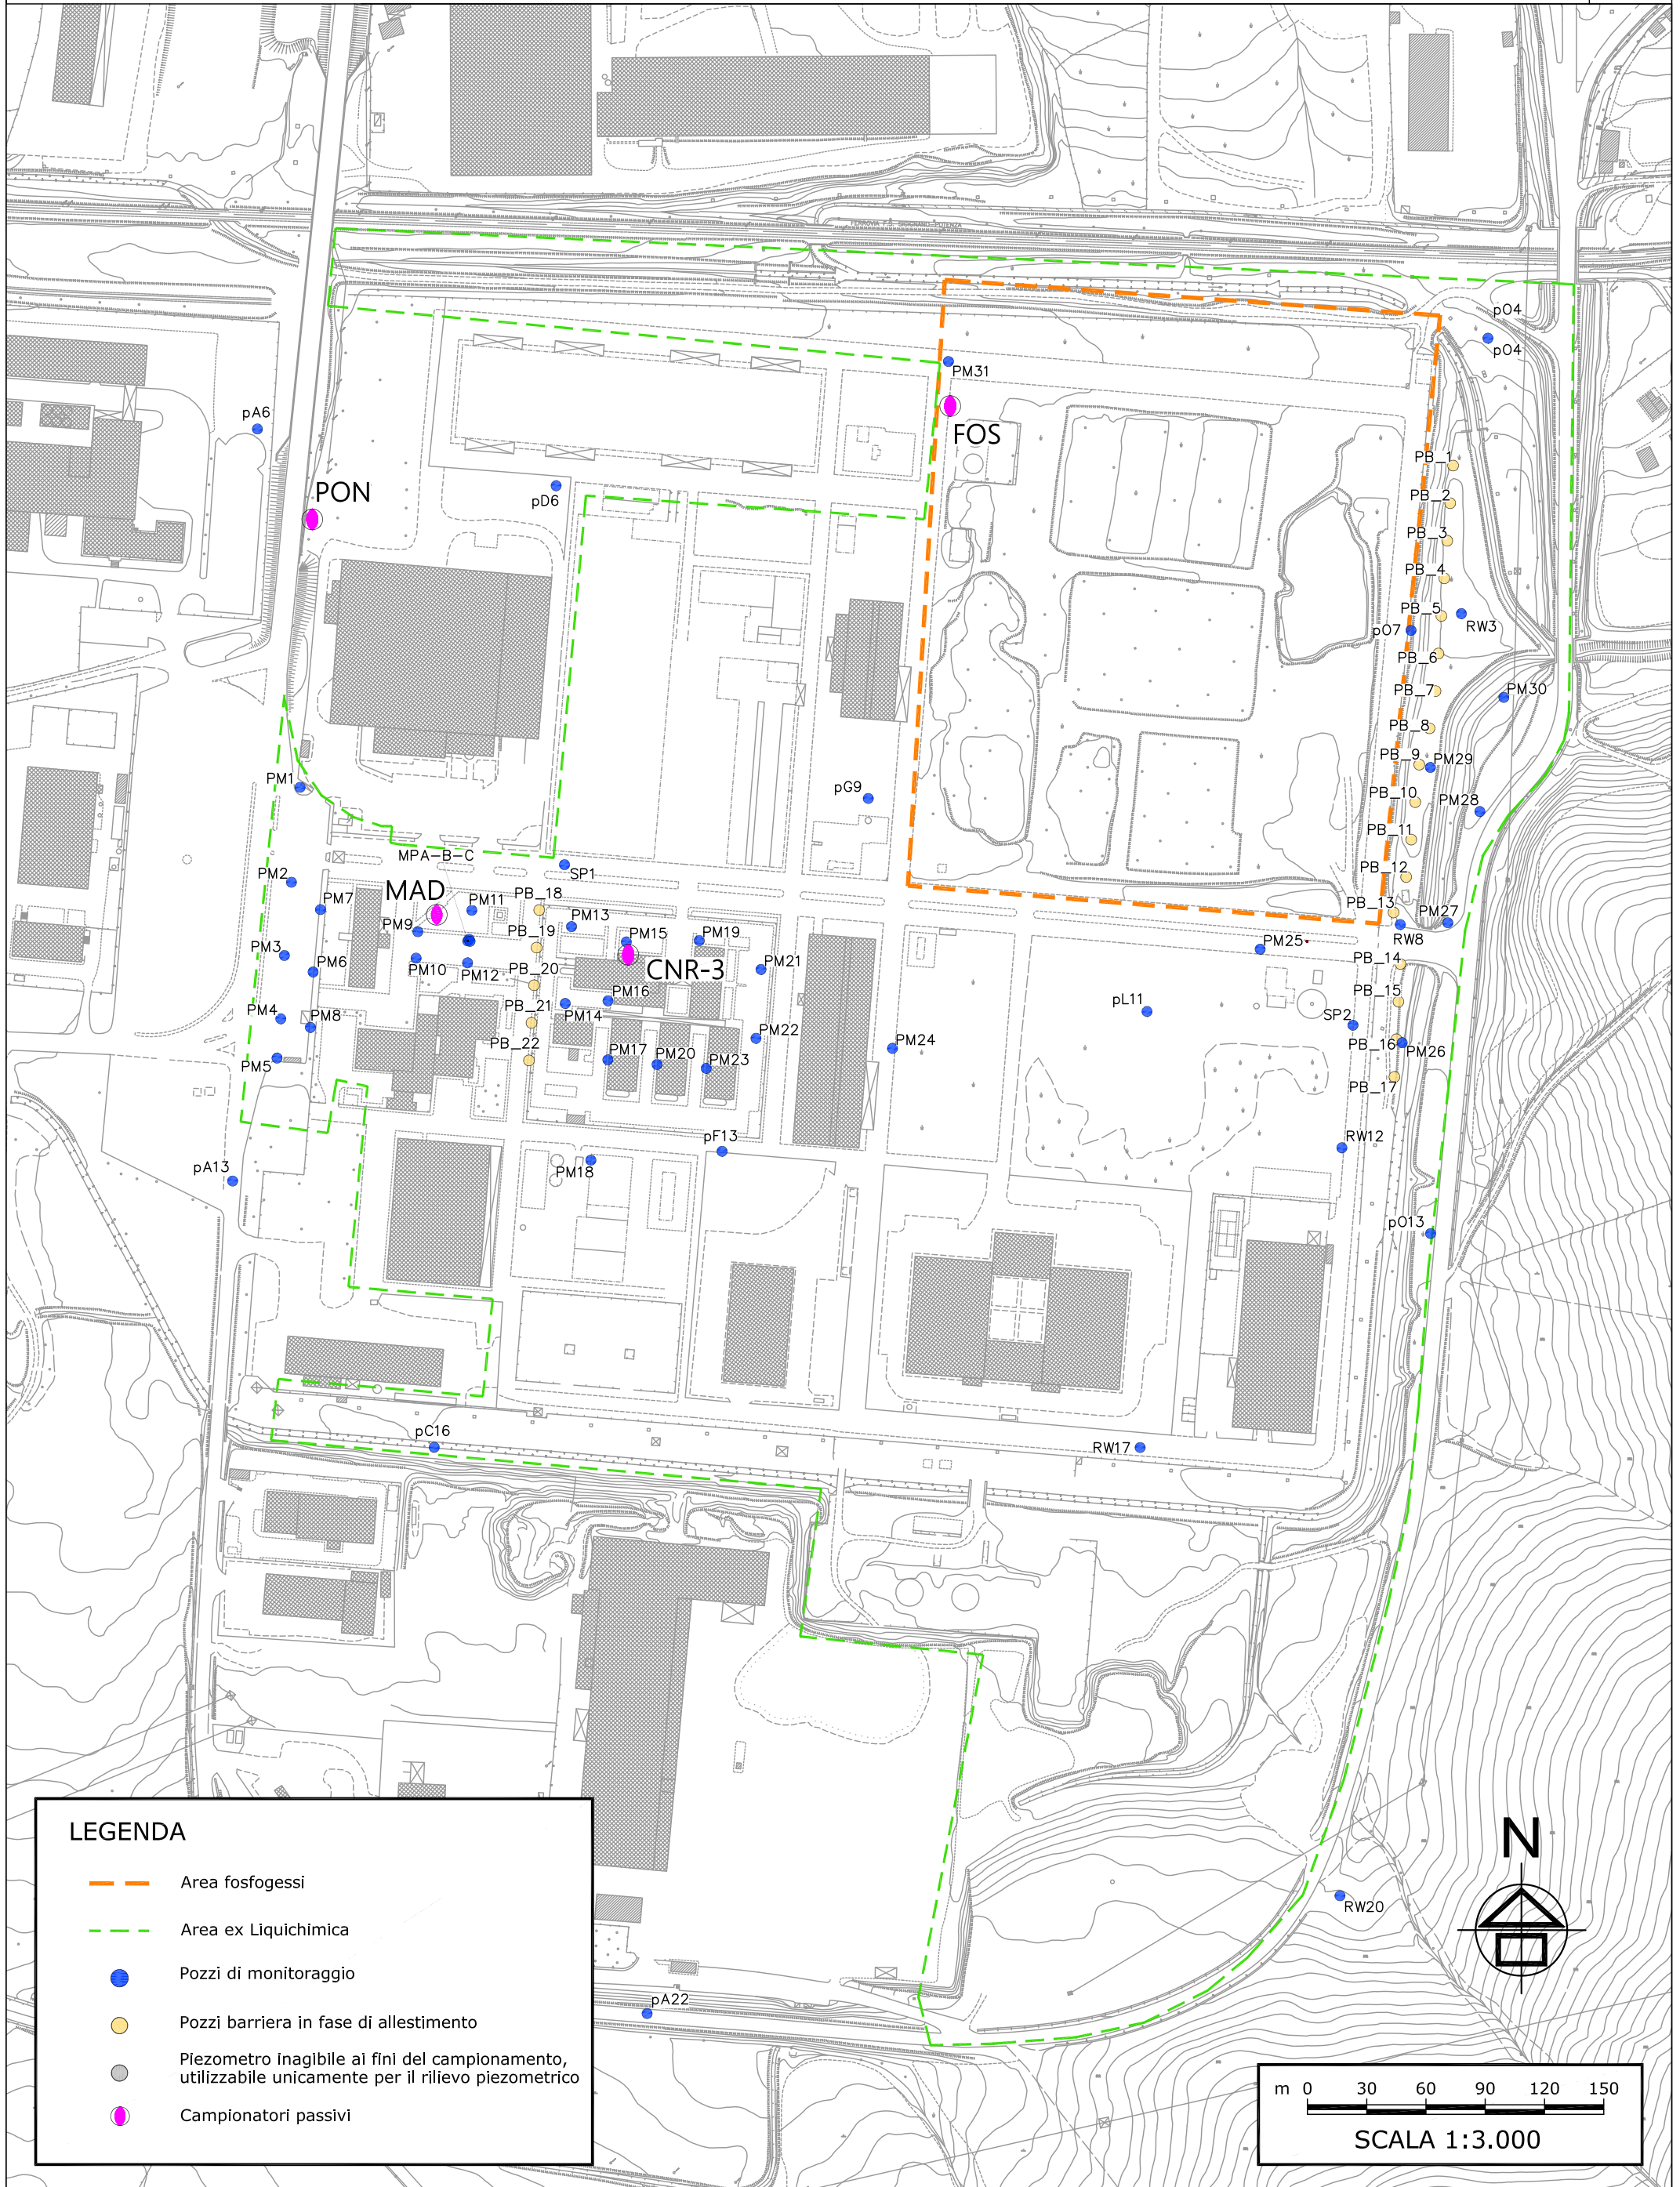 FERROVIA F.S. BATTIPAGLIA-POTENZA
pO4
pO4
PM31
FOS
pA6
PON
pD6
PB_1
PB_2
PB_3
PB_4
PB_5
RW3
pO7
PB_6
PB_7
PM30
PB_8
PB_9
PM29
PB_10
PM28
PB_11
PB_12
PB_13
PM27
RW8
PM1
pG9
MPA-B-C
SP1
PM2
MAD
PB_18
PM7
PM11
PM9
PM13
PB_19
PM15
PM19
PM25
PM3
PM6
PM10
PM12
PB_20
CNR-3
PM21
PB_14
PM16
PB_15
pL11
PM4
PM8
PB_21
PM14
SP2
PM22
PM24
PB_16
PM26
PM5
PB_22
PM17
PM20
PM23
PB_17
pF13
RW12
pA13
PM18
pO13
pC16
RW17
RW20
pA22
LEGENDA
Area fosfogessi
Area ex Liquichimica
Pozzi di monitoraggio
Pozzi barriera in fase di allestimento
Piezometro inagibile ai fini del campionamento,
utilizzabile unicamente per il rilievo piezometrico
Campionatori passivi
N
m 0 30 60 90 120 150
SCALA 1:3.000